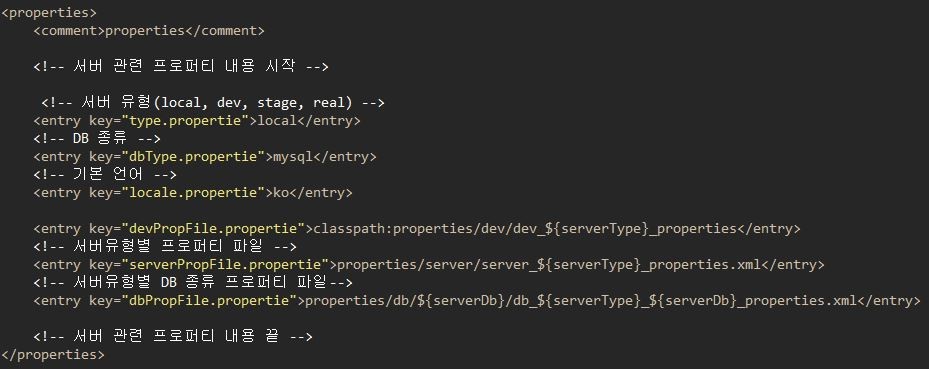 <properties>
<comment>properties</comment>
<!-- 서버 관련 프로퍼티 내용 시작 -->
<!-- 서버 유형(local, dev, stage, real) -->
<entry key="type.propertie">local</entry>
<!-- DB 종류 -->
<entry key="dbType.propertie">mysql</entry>
<!-- 기본 언어 -->
<entry key="locale.propertie">ko</entry>
<entry key="devPropFile.propertie">classpath:properties/dev/dev_${serverType}_properties</entry>
<!-- 서버유형별 프로퍼티 파일 -->
<entry key="serverPropFile.propertie">properties/server/server_${serverType}_properties.xml</entry>
<!-- 서버유형별 DB 종류 프로퍼티 파일-->
<entry key="dbPropFile.propertie">properties/db/${serverDb}/db_${serverType}_${serverDb}_properties.xml</entry>
<!-- 서버 관련 프로퍼티 내용 끝 -->
</properties>